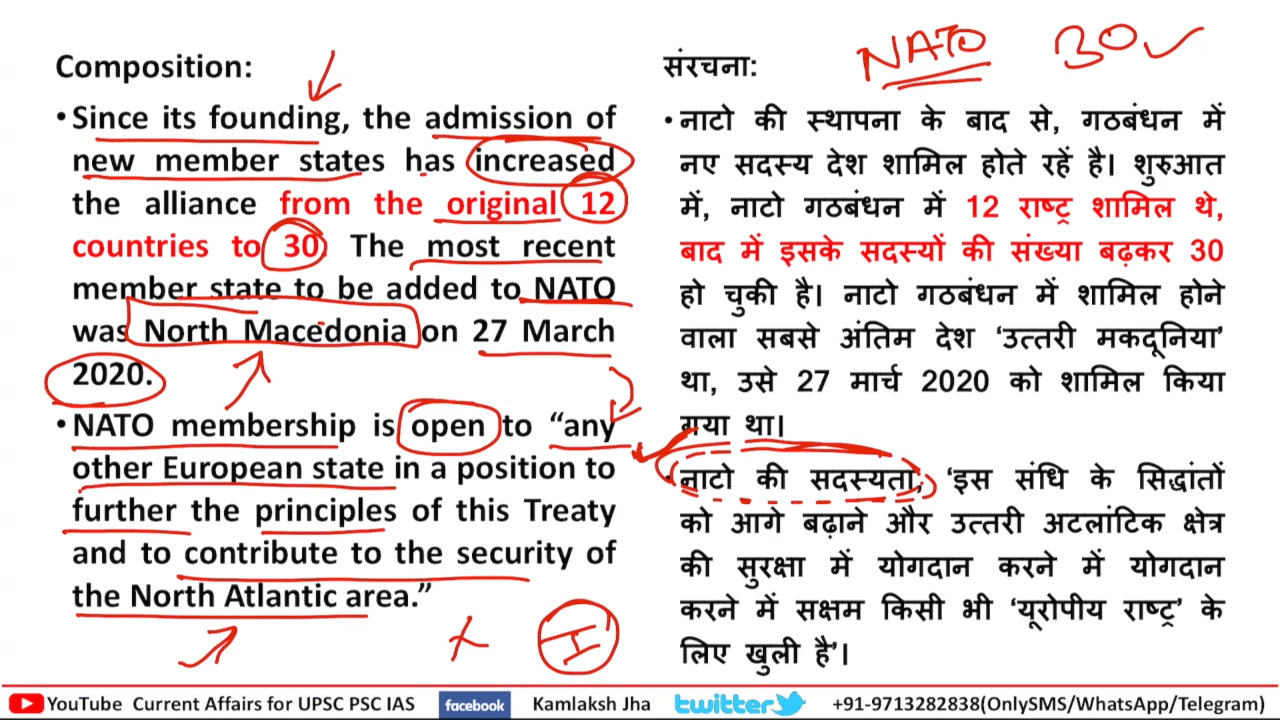 Composition:
• Since its founding, the admission of
new member states has increased
the alliance from the original 12
countries to 30 The most recent
member state to be added to NATO
was North Macedonia on 27 March
2020.
• NATO membership is open to “any
other European state in a position to
further the principles of this Treaty
and to contribute to the security of
the North Atlantic area.”
I
NATO 30
संरचना:
• नाटो की स्थापना के बाद से, गठबंधन में
नए सदस्य देश शामिल होते रहें है। शुरुआत
में, नाटो गठबंधन में 12 राष्ट्र शामिल थे,
बाद में इसके सदस्यों की संख्या बढ़कर 30
हो चुकी है। नाटो गठबंधन में शामिल होने
वाला सबसे अंतिम देश ‘उत्तरी मकदूनिया’
था, उसे 27 मार्च 2020 को शामिल किया
गया था।
• नाटो की सदस्यता, ‘इस संधि के सिद्धांतों
को आगे बढ़ाने और उत्तरी अटलांटिक क्षेत्र
की सुरक्षा में योगदान करने में योगदान
करने में सक्षम किसी भी ‘यूरोपीय राष्ट्र’ के
लिए खुली है’।
YouTube Current Affairs for UPSC PSC IAS facebook Kamlaksh Jha twitter +91-9713282838(OnlySMS/WhatsApp/Telegram)